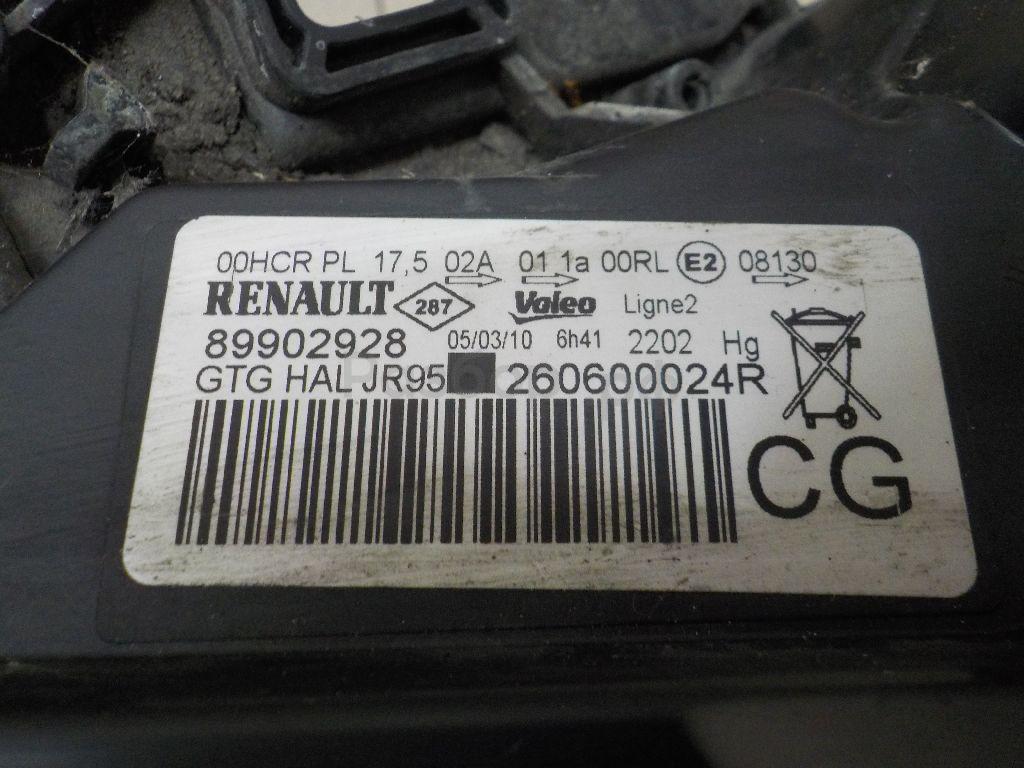 00HCR PL 17,5 02A 01 1a 00RL E2 08130
RENAULT 287 Valeo Ligne2
89902928 05/03/10 6h41 2202 Hg
GTG HAL JR95 260600024R
CG